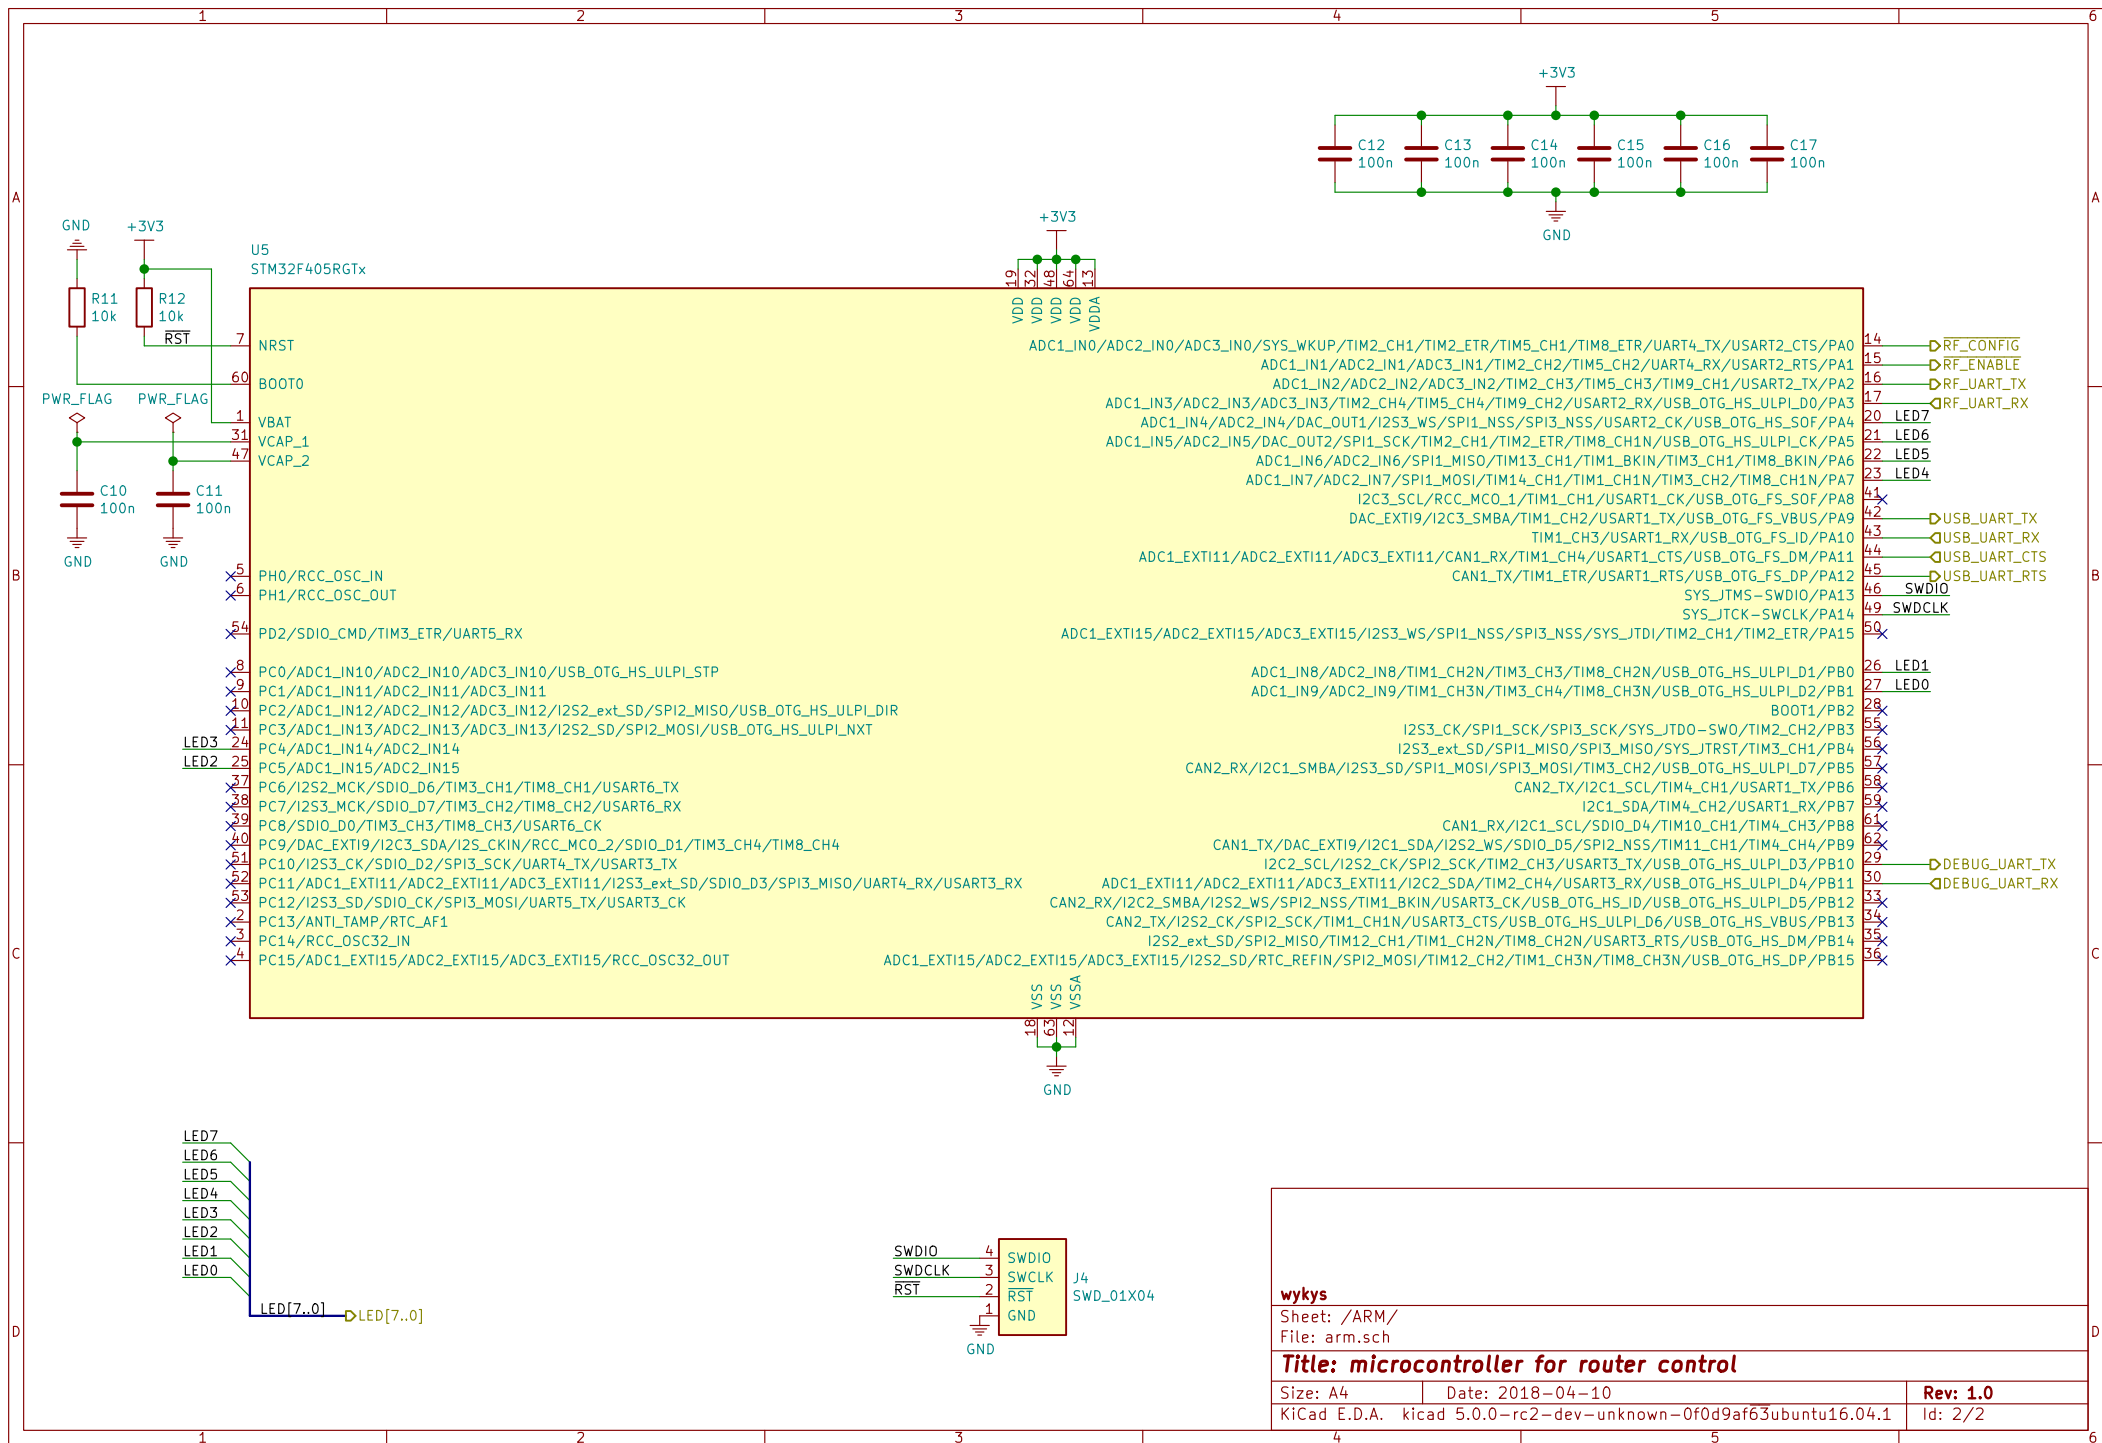 1 2 3 4 5 6
+3V3
C12 100n
C13 100n
C14 100n
C15 100n
C16 100n
C17 100n
GND
A A
GND
+3V3
+3V3
U5
STM32F405RGTx
R11 10k
R12 10k
RST
19 VDD
32 VDD
48 VDD
64 VDD
13 VDDA
7 NRST
60 BOOT0
PWR_FLAG PWR_FLAG
1 VBAT
31 VCAP_1
47 VCAP_2
C10 100n
C11 100n
GND GND
B B
5 PH0/RCC_OSC_IN
6 PH1/RCC_OSC_OUT
54 PD2/SDIO_CMD/TIM3_ETR/UART5_RX
8 PC0/ADC1_IN10/ADC2_IN10/ADC3_IN10/USB_OTG_HS_ULPI_STP
9 PC1/ADC1_IN11/ADC2_IN11/ADC3_IN11
10 PC2/ADC1_IN12/ADC2_IN12/ADC3_IN12/I2S2_ext_SD/SPI2_MISO/USB_OTG_HS_ULPI_DIR
11 PC3/ADC1_IN13/ADC2_IN13/ADC3_IN13/I2S2_SD/SPI2_MOSI/USB_OTG_HS_ULPI_NXT
LED3 24 PC4/ADC1_IN14/ADC2_IN14
LED2 25 PC5/ADC1_IN15/ADC2_IN15
37 PC6/I2S2_MCK/SDIO_D6/TIM3_CH1/TIM8_CH1/USART6_TX
38 PC7/I2S3_MCK/SDIO_D7/TIM3_CH2/TIM8_CH2/USART6_RX
39 PC8/SDIO_D0/TIM3_CH3/TIM8_CH3/USART6_CK
40 PC9/DAC_EXTI9/I2C3_SDA/I2S_CKIN/RCC_MCO_2/SDIO_D1/TIM3_CH4/TIM8_CH4
51 PC10/I2S3_CK/SDIO_D2/SPI3_SCK/UART4_TX/USART3_TX
52 PC11/ADC1_EXTI11/ADC2_EXTI11/ADC3_EXTI11/I2S3_ext_SD/SDIO_D3/SPI3_MISO/UART4_RX/USART3_RX
53 PC12/I2S3_SD/SDIO_CK/SPI3_MOSI/UART5_TX/USART3_CK
2 PC13/ANTI_TAMP/RTC_AF1
3 PC14/RCC_OSC32_IN
4 PC15/ADC1_EXTI15/ADC2_EXTI15/ADC3_EXTI15/RCC_OSC32_OUT
ADC1_IN0/ADC2_IN0/ADC3_IN0/SYS_WKUP/TIM2_CH1/TIM2_ETR/TIM5_CH1/TIM8_ETR/UART4_TX/USART2_CTS/PA0 14 RF_CONFIG
ADC1_IN1/ADC2_IN1/ADC3_IN1/TIM2_CH2/TIM5_CH2/UART4_RX/USART2_RTS/PA1 15 RF_ENABLE
ADC1_IN2/ADC2_IN2/ADC3_IN2/TIM2_CH3/TIM5_CH3/TIM9_CH1/USART2_TX/PA2 16 RF_UART_TX
ADC1_IN3/ADC2_IN3/ADC3_IN3/TIM2_CH4/TIM5_CH4/TIM9_CH2/USART2_RX/USB_OTG_HS_ULPI_D0/PA3 17 RF_UART_RX
ADC1_IN4/ADC2_IN4/DAC_OUT1/I2S3_WS/SPI1_NSS/SPI3_NSS/USART2_CK/USB_OTG_HS_SOF/PA4 20 LED7
ADC1_IN5/ADC2_IN5/DAC_OUT2/SPI1_SCK/TIM2_CH1/TIM2_ETR/TIM8_CH1N/USB_OTG_HS_ULPI_CK/PA5 21 LED6
ADC1_IN6/ADC2_IN6/SPI1_MISO/TIM13_CH1/TIM1_BKIN/TIM3_CH1/TIM8_BKIN/PA6 22 LED5
ADC1_IN7/ADC2_IN7/SPI1_MOSI/TIM14_CH1/TIM1_CH1N/TIM3_CH2/TIM8_CH1N/PA7 23 LED4
I2C3_SCL/RCC_MCO_1/TIM1_CH1/USART1_CK/USB_OTG_FS_SOF/PA8 41
DAC_EXTI9/I2C3_SMBA/TIM1_CH2/USART1_TX/USB_OTG_FS_VBUS/PA9 42 USB_UART_TX
TIM1_CH3/USART1_RX/USB_OTG_FS_ID/PA10 43 USB_UART_RX
ADC1_EXTI11/ADC2_EXTI11/ADC3_EXTI11/CAN1_RX/TIM1_CH4/USART1_CTS/USB_OTG_FS_DM/PA11 44 USB_UART_CTS
CAN1_TX/TIM1_ETR/USART1_RTS/USB_OTG_FS_DP/PA12 45 USB_UART_RTS
SYS_JTMS-SWDIO/PA13 46 SWDIO
SYS_JTCK-SWCLK/PA14 49 SWDCLK
ADC1_EXTI15/ADC2_EXTI15/ADC3_EXTI15/I2S3_WS/SPI1_NSS/SPI3_NSS/SYS_JTDI/TIM2_CH1/TIM2_ETR/PA15 50
ADC1_IN8/ADC2_IN8/TIM1_CH2N/TIM3_CH3/TIM8_CH2N/USB_OTG_HS_ULPI_D1/PB0 26 LED1
ADC1_IN9/ADC2_IN9/TIM1_CH3N/TIM3_CH4/TIM8_CH3N/USB_OTG_HS_ULPI_D2/PB1 27 LED0
BOOT1/PB2 28
I2S3_CK/SPI1_SCK/SPI3_SCK/SYS_JTDO-SWO/TIM2_CH2/PB3 55
I2S3_ext_SD/SPI1_MISO/SPI3_MISO/SYS_JTRST/TIM3_CH1/PB4 56
CAN2_RX/I2C1_SMBA/I2S3_SD/SPI1_MOSI/SPI3_MOSI/TIM3_CH2/USB_OTG_HS_ULPI_D7/PB5 57
CAN2_TX/I2C1_SCL/TIM4_CH1/USART1_TX/PB6 58
I2C1_SDA/TIM4_CH2/USART1_RX/PB7 59
CAN1_RX/I2C1_SCL/SDIO_D4/TIM10_CH1/TIM4_CH3/PB8 61
CAN1_TX/DAC_EXTI9/I2C1_SDA/I2S2_WS/SDIO_D5/SPI2_NSS/TIM11_CH1/TIM4_CH4/PB9 62
I2C2_SCL/I2S2_CK/SPI2_SCK/TIM2_CH3/USART3_TX/USB_OTG_HS_ULPI_D3/PB10 29 DEBUG_UART_TX
ADC1_EXTI11/ADC2_EXTI11/ADC3_EXTI11/I2C2_SDA/TIM2_CH4/USART3_RX/USB_OTG_HS_ULPI_D4/PB11 30 DEBUG_UART_RX
CAN2_RX/I2C2_SMBA/I2S2_WS/SPI2_NSS/TIM1_BKIN/USART3_CK/USB_OTG_HS_ID/USB_OTG_HS_ULPI_D5/PB12 33
CAN2_TX/I2S2_CK/SPI2_SCK/TIM1_CH1N/USART3_CTS/USB_OTG_HS_ULPI_D6/USB_OTG_HS_VBUS/PB13 34
I2S2_ext_SD/SPI2_MISO/TIM12_CH1/TIM1_CH2N/TIM8_CH2N/USART3_RTS/USB_OTG_HS_DM/PB14 35
ADC1_EXTI15/ADC2_EXTI15/ADC3_EXTI15/I2S2_SD/RTC_REFIN/SPI2_MOSI/TIM12_CH2/TIM1_CH3N/TIM8_CH3N/USB_OTG_HS_DP/PB15 36
C C
VSS 18
VSS 63
VSSA 12
GND
LED7
LED6
LED5
LED4
LED3
LED2
LED1
LED0
LED[7..0] LED[7..0]
SWDIO 4 SWDIO
SWDCLK 3 SWCLK
RST 2 RST
1 GND
J4
SWD_01X04
GND
D D
wykys
Sheet: /ARM/
File: arm.sch
Title: microcontroller for router control
Size: A4 Date: 2018-04-10 Rev: 1.0
KiCad E.D.A. kicad 5.0.0-rc2-dev-unknown-0f0d9af63ubuntu16.04.1 Id: 2/2
1 2 3 4 5 6